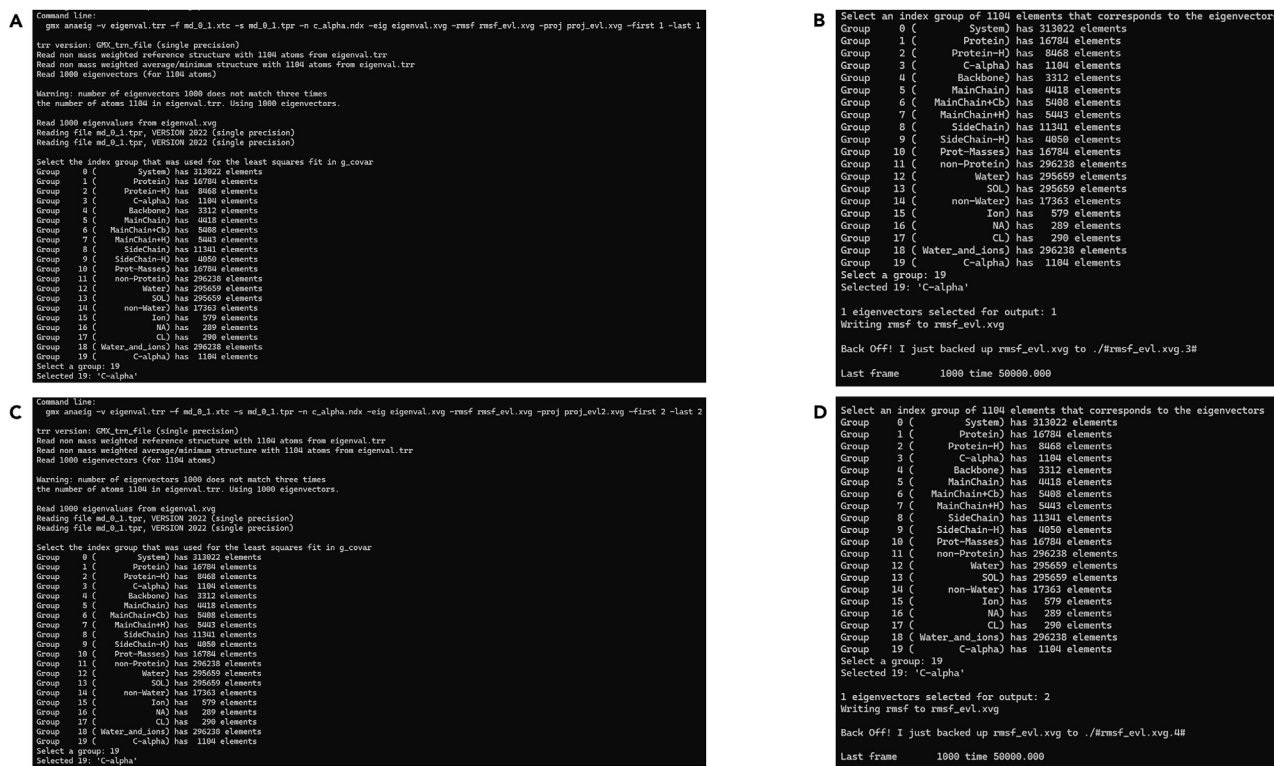 A
Command line:
gmx anaeig -v eigenval.trr -f md_0_1.xtc -s md_0_1.tpr -n c_alpha.ndx -eig eigenval.xvg -rmsf rmsf_evl.xvg -proj proj_evl.xvg -first 1 -last 1
trr version: GMX_trn_file (single precision)
Read non mass weighted reference structure with 1104 atoms from eigenval.trr
Read non mass weighted average/minimum structure with 1104 atoms from eigenval.trr
Read 1000 eigenvectors (for 1104 atoms)
Warning: number of eigenvectors 1000 does not match three times
the number of atoms 1104 in eigenval.trr. Using 1000 eigenvectors.
Read 1000 eigenvalues from eigenval.xvg
Reading file md_0_1.tpr, VERSION 2022 (single precision)
Reading file md_0_1.tpr, VERSION 2022 (single precision)
Select the index group that was used for the least squares fit in g_covar
Group 0 ( System) has 313022 elements
Group 1 ( Protein) has 16784 elements
Group 2 ( Protein-H) has 8468 elements
Group 3 ( C-alpha) has 1104 elements
Group 4 ( Backbone) has 3312 elements
Group 5 ( MainChain) has 4418 elements
Group 6 ( MainChain+Cb) has 5408 elements
Group 7 ( MainChain+H) has 5443 elements
Group 8 ( SideChain) has 11341 elements
Group 9 ( SideChain-H) has 4050 elements
Group 10 ( Prot-Masses) has 16784 elements
Group 11 ( non-Protein) has 296238 elements
Group 12 ( Water) has 295659 elements
Group 13 ( SOL) has 295659 elements
Group 14 ( non-Water) has 17363 elements
Group 15 ( Ion) has 579 elements
Group 16 ( NA) has 289 elements
Group 17 ( CL) has 290 elements
Group 18 ( Water_and_ions) has 296238 elements
Group 19 ( C-alpha) has 1104 elements
Select a group: 19
Selected 19: 'C-alpha'
B
Select an index group of 1104 elements that corresponds to the eigenvectors
Group 0 ( System) has 313022 elements
Group 1 ( Protein) has 16784 elements
Group 2 ( Protein-H) has 8468 elements
Group 3 ( C-alpha) has 1104 elements
Group 4 ( Backbone) has 3312 elements
Group 5 ( MainChain) has 4418 elements
Group 6 ( MainChain+Cb) has 5408 elements
Group 7 ( MainChain+H) has 5443 elements
Group 8 ( SideChain) has 11341 elements
Group 9 ( SideChain-H) has 4050 elements
Group 10 ( Prot-Masses) has 16784 elements
Group 11 ( non-Protein) has 296238 elements
Group 12 ( Water) has 295659 elements
Group 13 ( SOL) has 295659 elements
Group 14 ( non-Water) has 17363 elements
Group 15 ( Ion) has 579 elements
Group 16 ( NA) has 289 elements
Group 17 ( CL) has 290 elements
Group 18 ( Water_and_ions) has 296238 elements
Group 19 ( C-alpha) has 1104 elements
Select a group: 19
Selected 19: 'C-alpha'
1 eigenvectors selected for output: 1
Writing rmsf to rmsf_evl.xvg
Back Off! I just backed up rmsf_evl.xvg to ./#rmsf_evl.xvg.3#
Last frame 1000 time 50000.000
C
Command line:
gmx anaeig -v eigenval.trr -f md_0_1.xtc -s md_0_1.tpr -n c_alpha.ndx -eig eigenval.xvg -rmsf rmsf_evl.xvg -proj proj_evl2.xvg -first 2 -last 2
trr version: GMX_trn_file (single precision)
Read non mass weighted reference structure with 1104 atoms from eigenval.trr
Read non mass weighted average/minimum structure with 1104 atoms from eigenval.trr
Read 1000 eigenvectors (for 1104 atoms)
Warning: number of eigenvectors 1000 does not match three times
the number of atoms 1104 in eigenval.trr. Using 1000 eigenvectors.
Read 1000 eigenvalues from eigenval.xvg
Reading file md_0_1.tpr, VERSION 2022 (single precision)
Reading file md_0_1.tpr, VERSION 2022 (single precision)
Select the index group that was used for the least squares fit in g_covar
Group 0 ( System) has 313022 elements
Group 1 ( Protein) has 16784 elements
Group 2 ( Protein-H) has 8468 elements
Group 3 ( C-alpha) has 1104 elements
Group 4 ( Backbone) has 3312 elements
Group 5 ( MainChain) has 4418 elements
Group 6 ( MainChain+Cb) has 5408 elements
Group 7 ( MainChain+H) has 5443 elements
Group 8 ( SideChain) has 11341 elements
Group 9 ( SideChain-H) has 4050 elements
Group 10 ( Prot-Masses) has 16784 elements
Group 11 ( non-Protein) has 296238 elements
Group 12 ( Water) has 295659 elements
Group 13 ( SOL) has 295659 elements
Group 14 ( non-Water) has 17363 elements
Group 15 ( Ion) has 579 elements
Group 16 ( NA) has 289 elements
Group 17 ( CL) has 290 elements
Group 18 ( Water_and_ions) has 296238 elements
Group 19 ( C-alpha) has 1104 elements
Select a group: 19
Selected 19: 'C-alpha'
D
Select an index group of 1104 elements that corresponds to the eigenvectors
Group 0 ( System) has 313022 elements
Group 1 ( Protein) has 16784 elements
Group 2 ( Protein-H) has 8468 elements
Group 3 ( C-alpha) has 1104 elements
Group 4 ( Backbone) has 3312 elements
Group 5 ( MainChain) has 4418 elements
Group 6 ( MainChain+Cb) has 5408 elements
Group 7 ( MainChain+H) has 5443 elements
Group 8 ( SideChain) has 11341 elements
Group 9 ( SideChain-H) has 4050 elements
Group 10 ( Prot-Masses) has 16784 elements
Group 11 ( non-Protein) has 296238 elements
Group 12 ( Water) has 295659 elements
Group 13 ( SOL) has 295659 elements
Group 14 ( non-Water) has 17363 elements
Group 15 ( Ion) has 579 elements
Group 16 ( NA) has 289 elements
Group 17 ( CL) has 290 elements
Group 18 ( Water_and_ions) has 296238 elements
Group 19 ( C-alpha) has 1104 elements
Select a group: 19
Selected 19: 'C-alpha'
1 eigenvectors selected for output: 2
Writing rmsf to rmsf_evl.xvg
Back Off! I just backed up rmsf_evl.xvg to ./#rmsf_evl.xvg.4#
Last frame 1000 time 50000.000